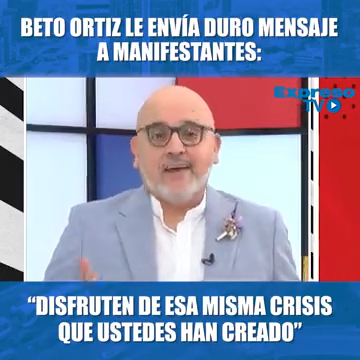 BETO ORTIZ LE ENVÍA DURO MENSAJE
A MANIFESTANTES:
Expreso
TV
“DISFRUTEN DE ESA MISMA CRISIS
QUE USTEDES HAN CREADO”